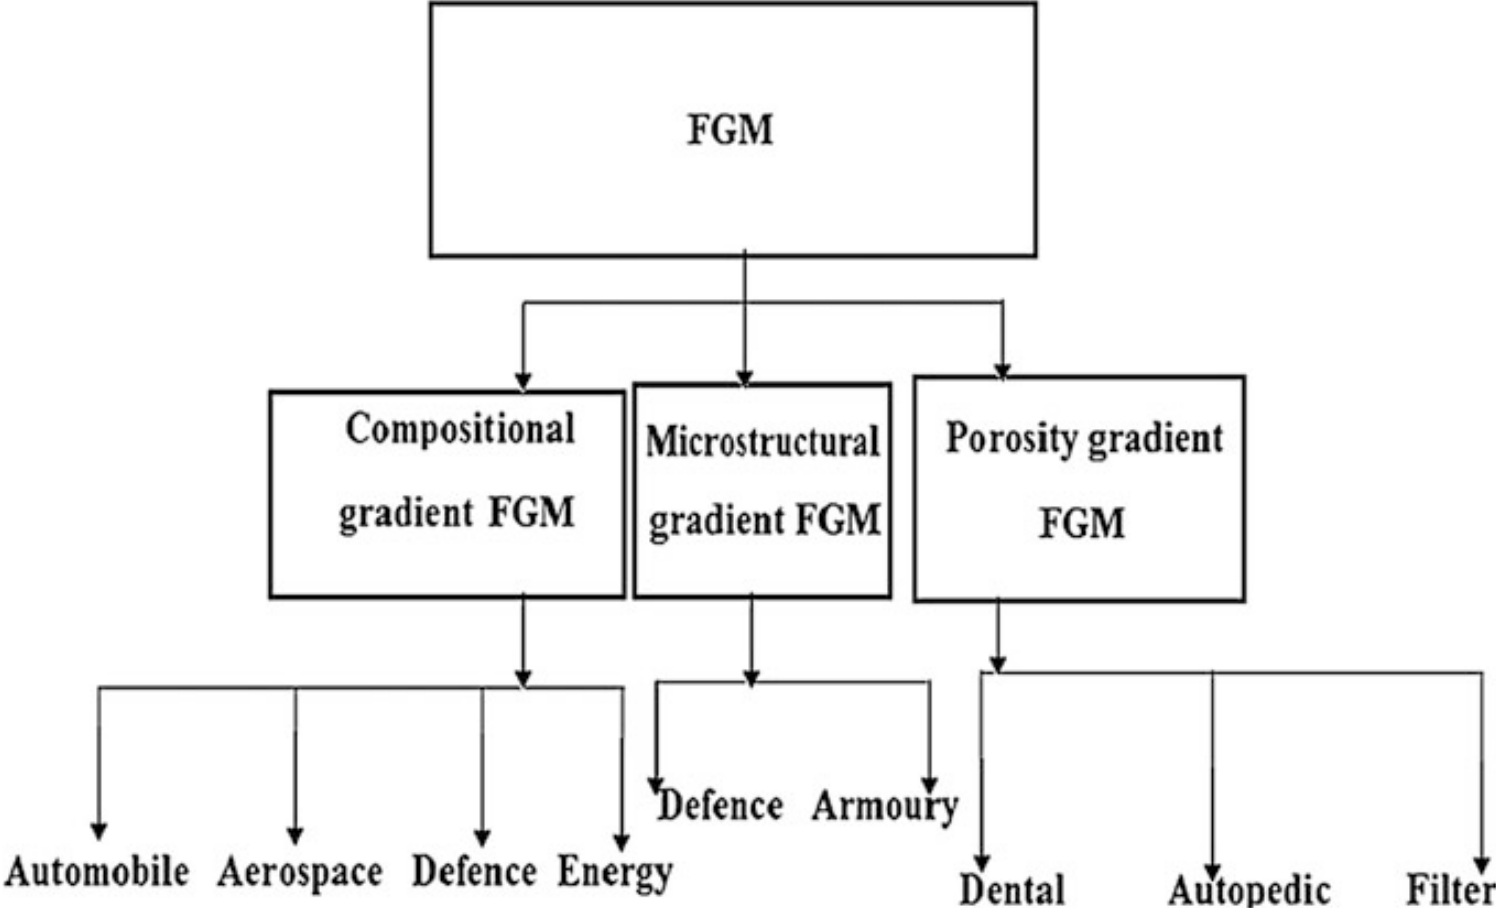 FGM
Compositional
gradient FGM
Microstructural
gradient FGM
Porosity gradient
FGM
Defence Armoury
Automobile Aerospace Defence Energy
Dental Autopedic Filter